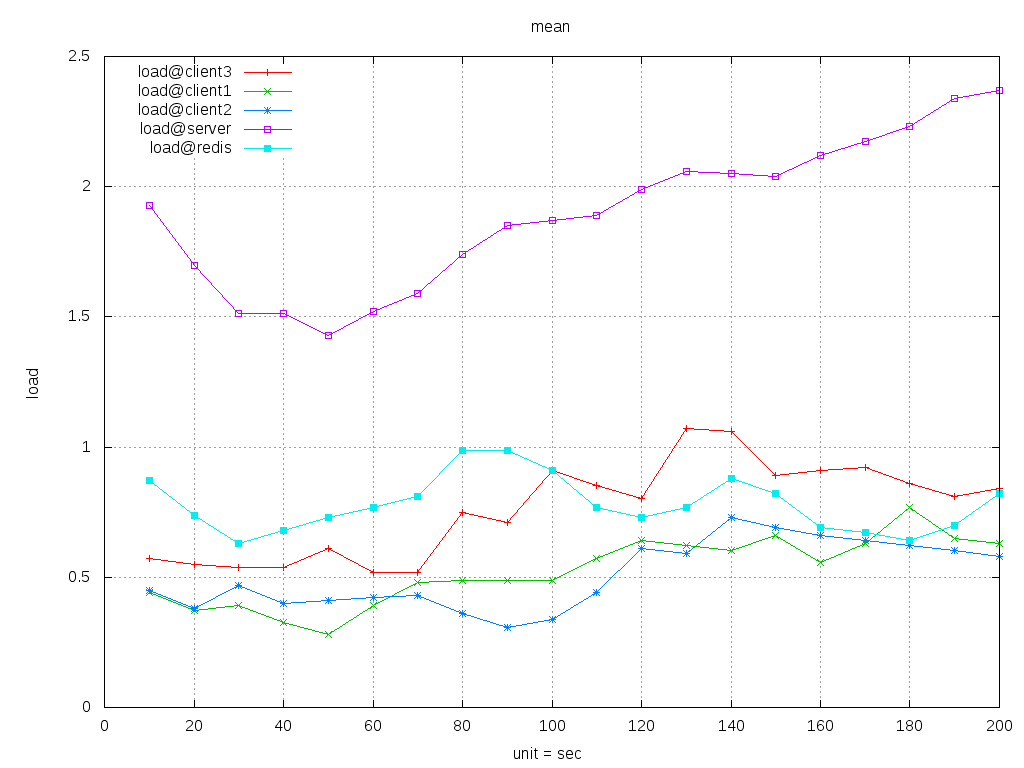 mean
2.5
2
1.5
1
0.5
0
load
load@client3
load@client1
load@client2
load@server
load@redis
0 20 40 60 80 100 120 140 160 180 200
unit = sec